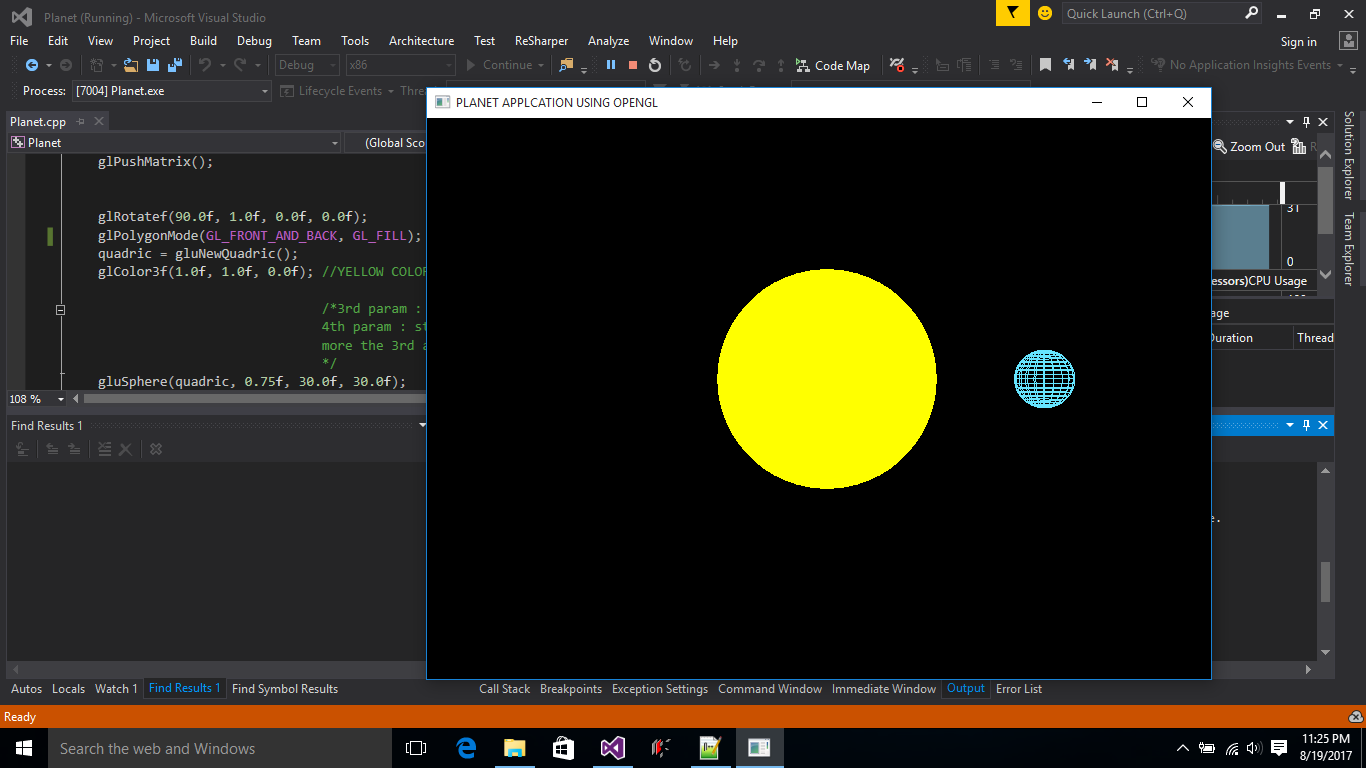 Planet (Running) - Microsoft Visual Studio
Quick Launch (Ctrl+Q)
File Edit View Project Build Debug Team Tools Architecture Test ReSharper Analyze Window Help
Sign in
Debug x86 Continue Code Map No Application Insights Events
Process: [7004] Planet.exe Lifecycle Events
PLANET APPLCATION USING OPENGL
Planet.cpp
Planet (Global Sco
glPushMatrix();
glRotatef(90.0f, 1.0f, 0.0f, 0.0f);
glPolygonMode(GL_FRONT_AND_BACK, GL_FILL);
quadric = gluNewQuadric();
glColor3f(1.0f, 1.0f, 0.0f); //YELLOW COLOR
/*3rd param :
4th param : st
more the 3rd a
*/
gluSphere(quadric, 0.75f, 30.0f, 30.0f);
108 %
Zoom Out
31
0
essors)CPU Usage
age
Duration Thread
Solution Explorer
Team Explorer
Find Results 1
e.
Autos Locals Watch 1 Find Results 1 Find Symbol Results
Call Stack Breakpoints Exception Settings Command Window Immediate Window Output Error List
Ready
Search the web and Windows
11:25 PM
8/19/2017